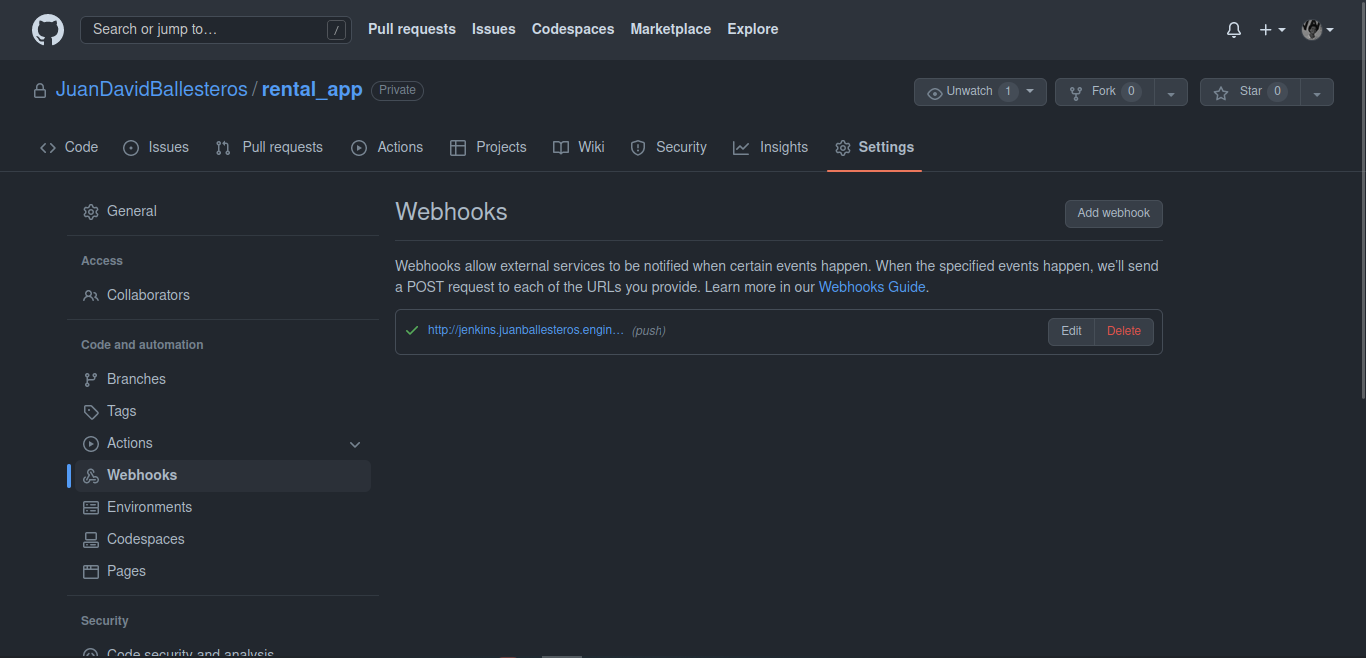 Search or jump to… / Pull requests Issues Codespaces Marketplace Explore
JuanDavidBallesteros / rental_app Private Unwatch 1 Fork 0 Star 0
Code Issues Pull requests Actions Projects Wiki Security Insights Settings
General
Access
Collaborators
Code and automation
Branches
Tags
Actions
Webhooks
Environments
Codespaces
Pages
Security
Code security and analysis
Webhooks Add webhook
Webhooks allow external services to be notified when certain events happen. When the specified events happen, we'll send
a POST request to each of the URLs you provide. Learn more in our Webhooks Guide.
http://jenkins.juanballesteros.engin… (push) Edit Delete